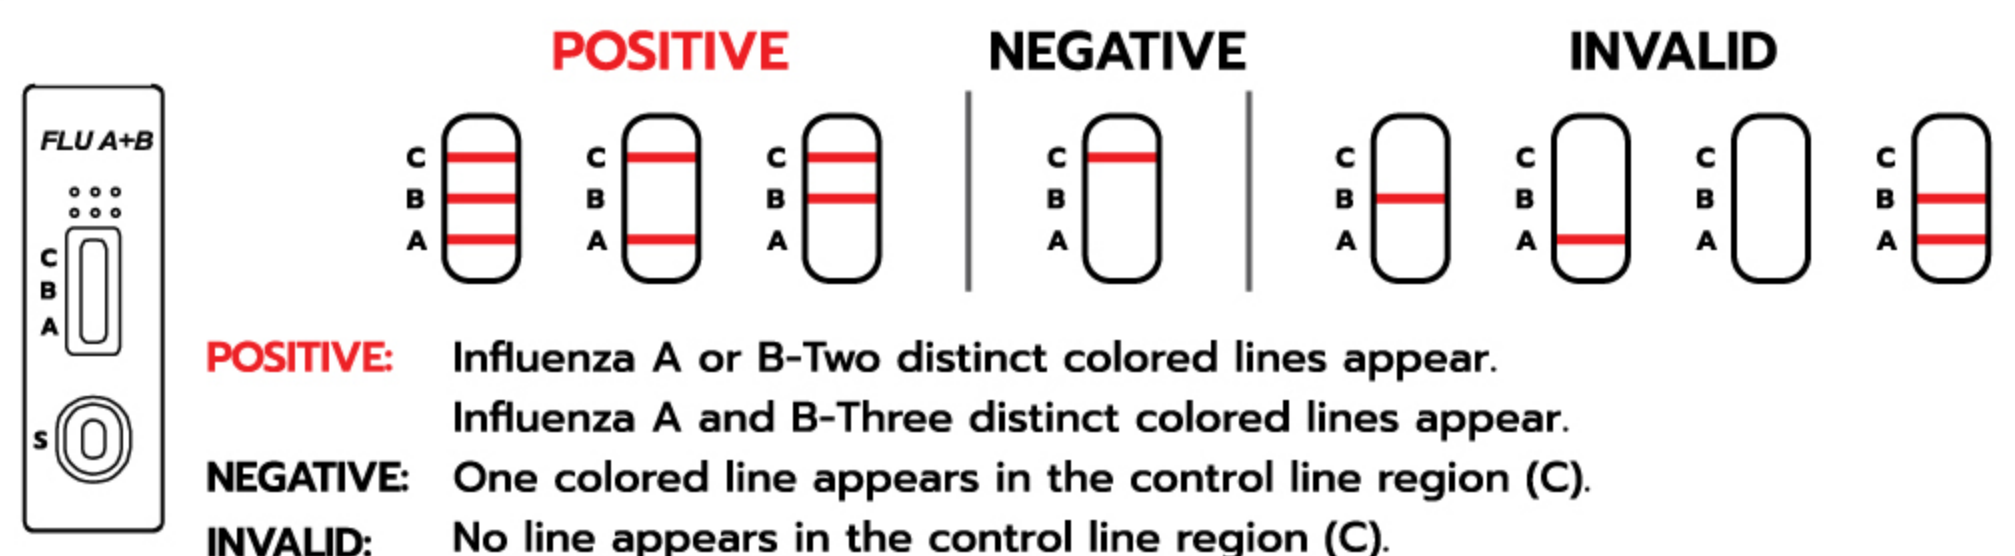 POSITIVE NEGATIVE INVALID
FLU A+B
C C C C C C C C
B B B B B B B B
A A A A A A A A
C
B
A
S
POSITIVE: Influenza A or B-Two distinct colored lines appear.
Influenza A and B-Three distinct colored lines appear.
NEGATIVE: One colored line appears in the control line region (C).
INVALID: No line appears in the control line region (C).